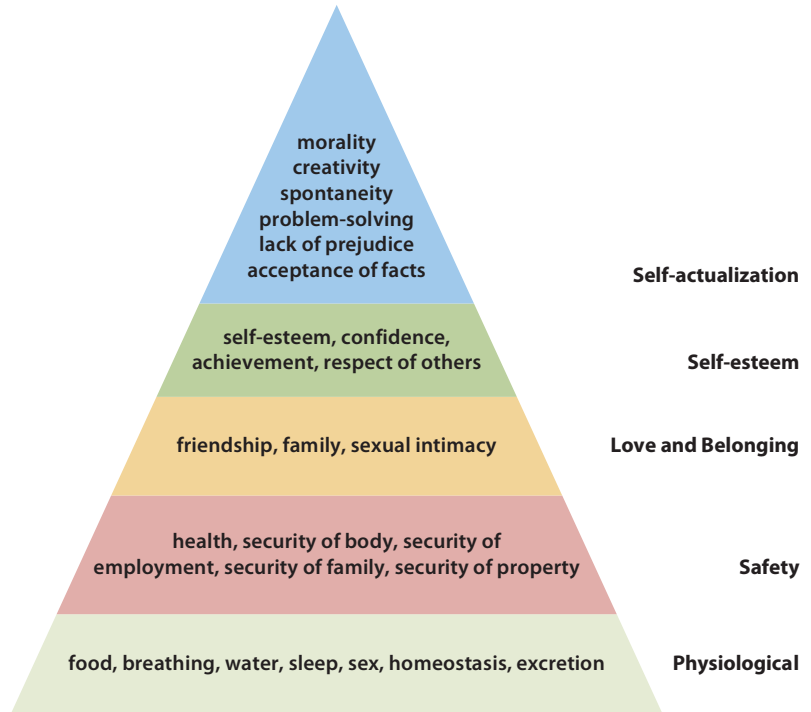 morality
creativity
spontaneity
problem-solving
lack of prejudice
acceptance of facts
Self-actualization
self-esteem, confidence,
achievement, respect of others
Self-esteem
friendship, family, sexual intimacy
Love and Belonging
health, security of body, security of
employment, security of family, security of property
Safety
food, breathing, water, sleep, sex, homeostasis, excretion
Physiological